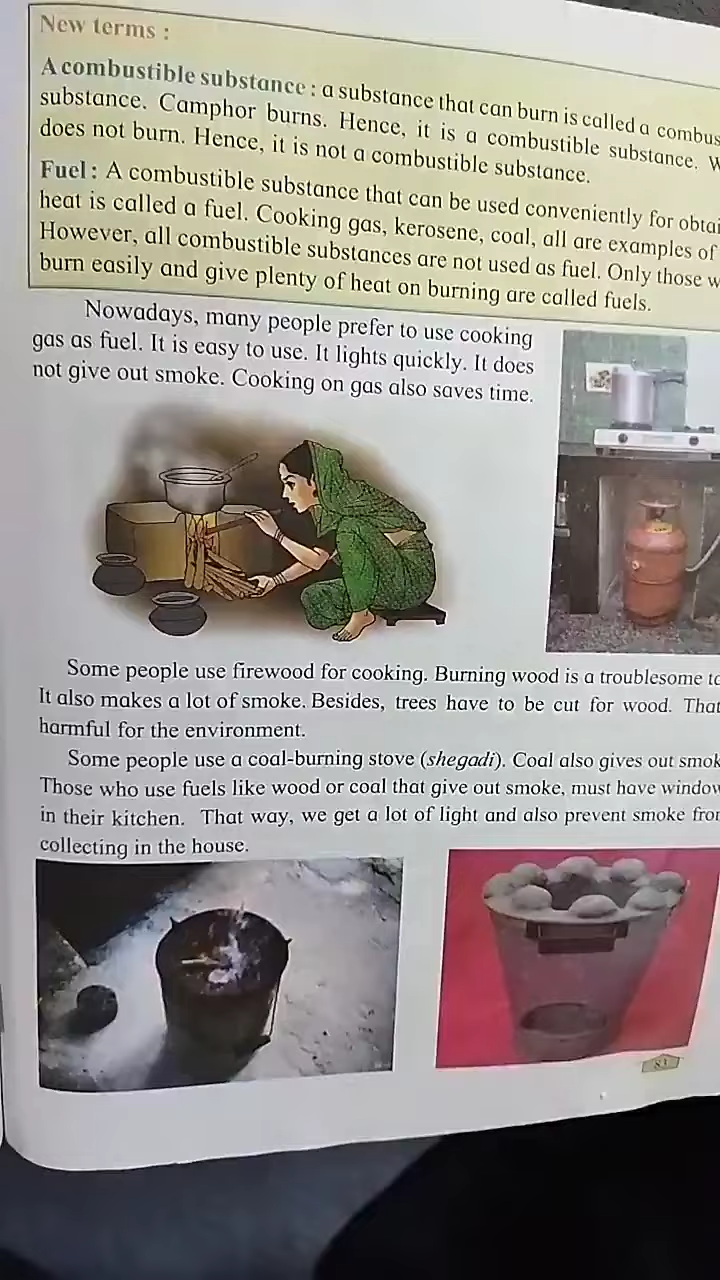 New terms :
A combustible substance : a substance that can burn is called a combus
substance. Camphor burns. Hence, it is a combustible substance. W
does not burn. Hence, it is not a combustible substance.
Fuel : A combustible substance that can be used conveniently for obtai
heat is called a fuel. Cooking gas, kerosene, coal, all are examples of
However, all combustible substances are not used as fuel. Only those w
burn easily and give plenty of heat on burning are called fuels.
Nowadays, many people prefer to use cooking
gas as fuel. It is easy to use. It lights quickly. It does
not give out smoke. Cooking on gas also saves time.
Some people use firewood for cooking. Burning wood is a troublesome t
It also makes a lot of smoke. Besides, trees have to be cut for wood. That
harmful for the environment.
Some people use a coal-burning stove (shegadi). Coal also gives out smok
Those who use fuels like wood or coal that give out smoke, must have window
in their kitchen. That way, we get a lot of light and also prevent smoke from
collecting in the house.